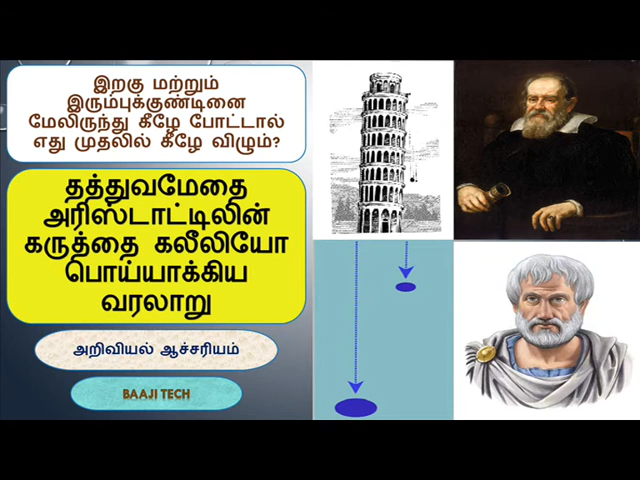 இறகு மற்றும்
இரும்புக்குண்டினை
மேலிருந்து கீழே போட்டால்
எது முதலில் கீழே விழும்?
தத்துவமேதை
அரிஸ்டாட்டிலின்
கருத்தை கலீலியோ
பொய்யாக்கிய
வரலாறு
அறிவியல் ஆச்சரியம்
BAAJI TECH